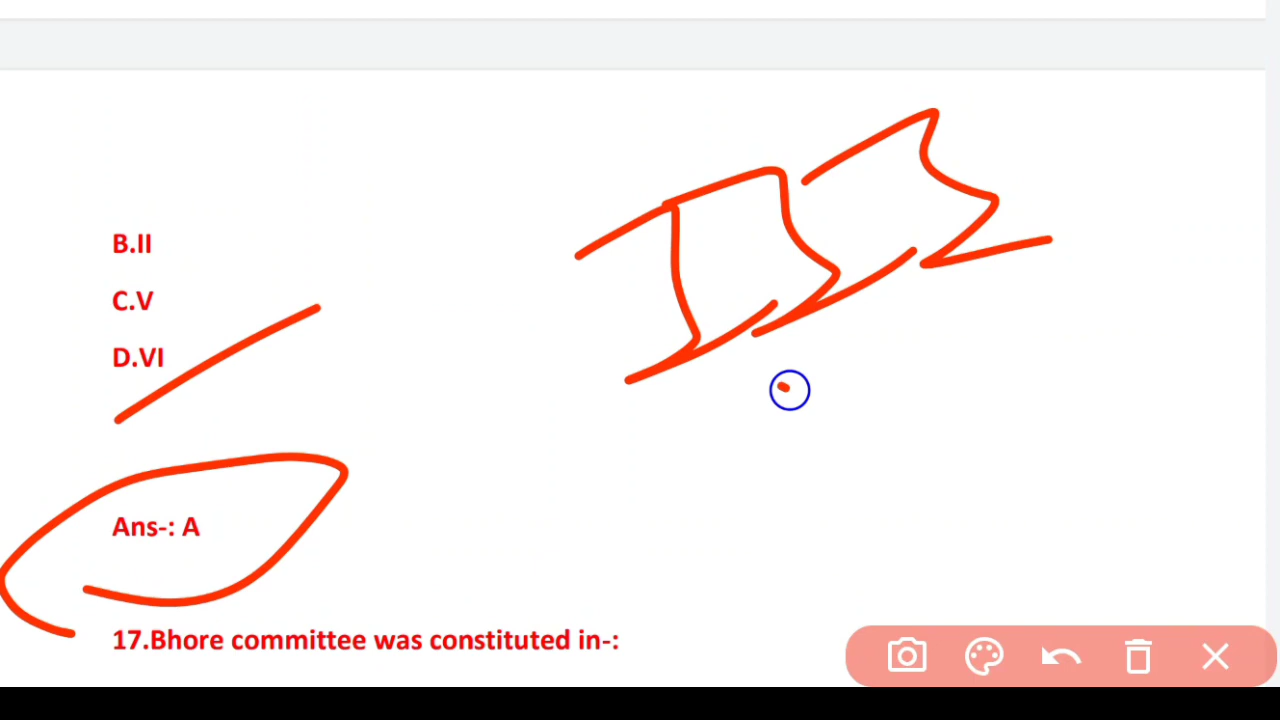 B.II
C.V
D.VI
Ans-: A
17.Bhore committee was constituted in-: